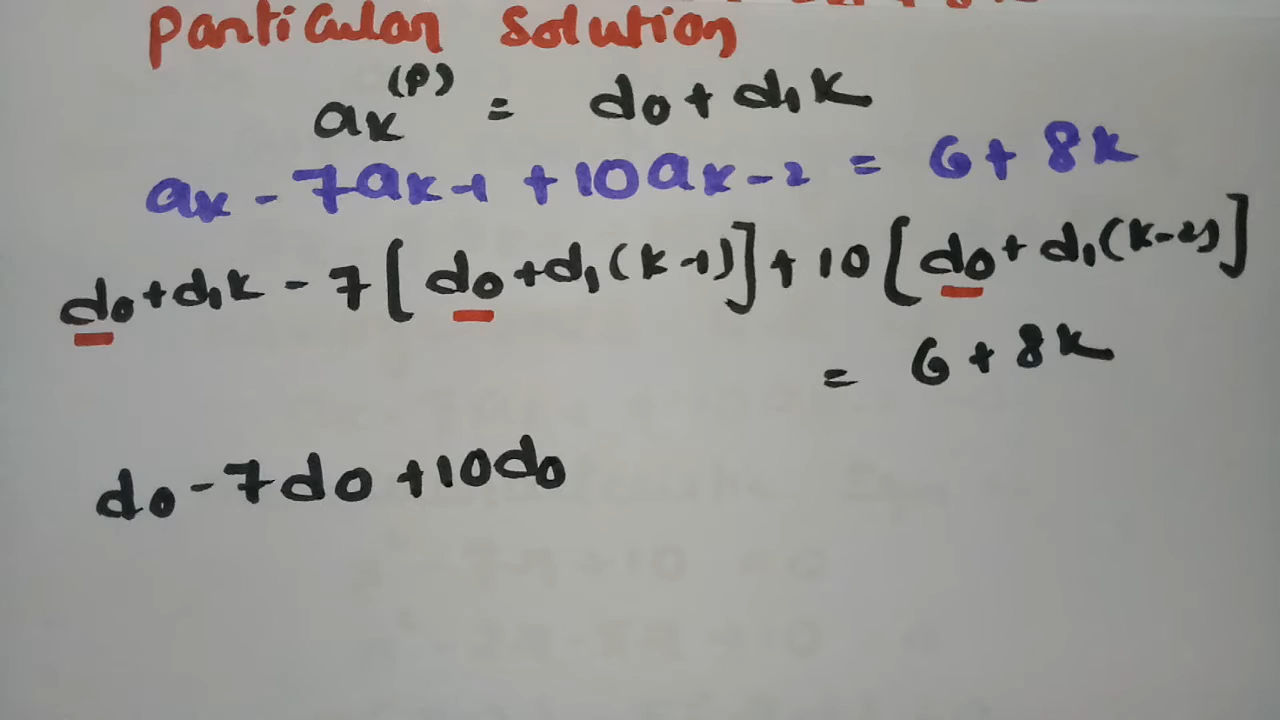 Particular Solution
aₖ⁽ᴾ⁾ = d₀ + d₁k
aₖ - 7aₖ₋₁ + 10aₖ₋₂ = 6 + 8k
d₀ + d₁k - 7[d₀ + d₁(k-1)] + 10[d₀ + d₁(k-2)]
= 6 + 8k
d₀ - 7d₀ + 10d₀